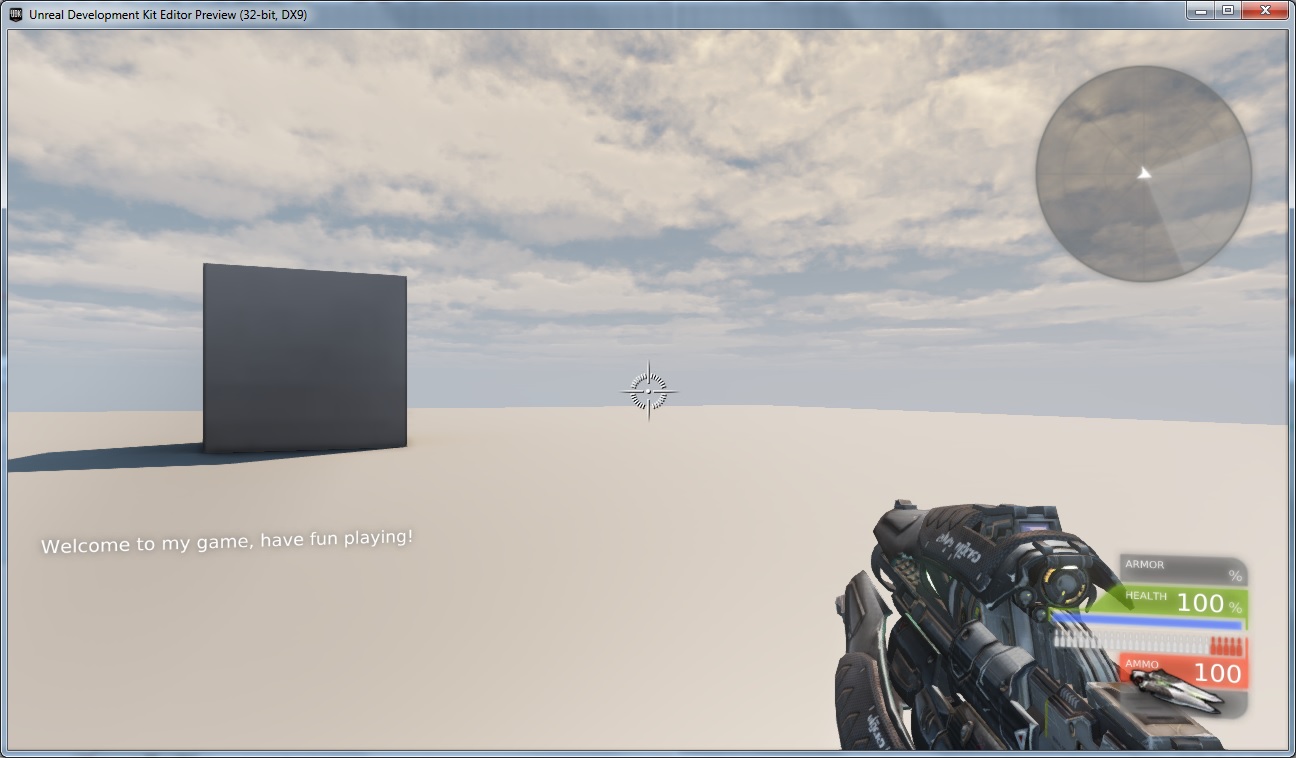 Unreal Development Kit Editor Preview (32-bit, DX9)
Welcome to my game, have fun playing!
ARMOR
%
HEALTH 100 %
AMMO 100